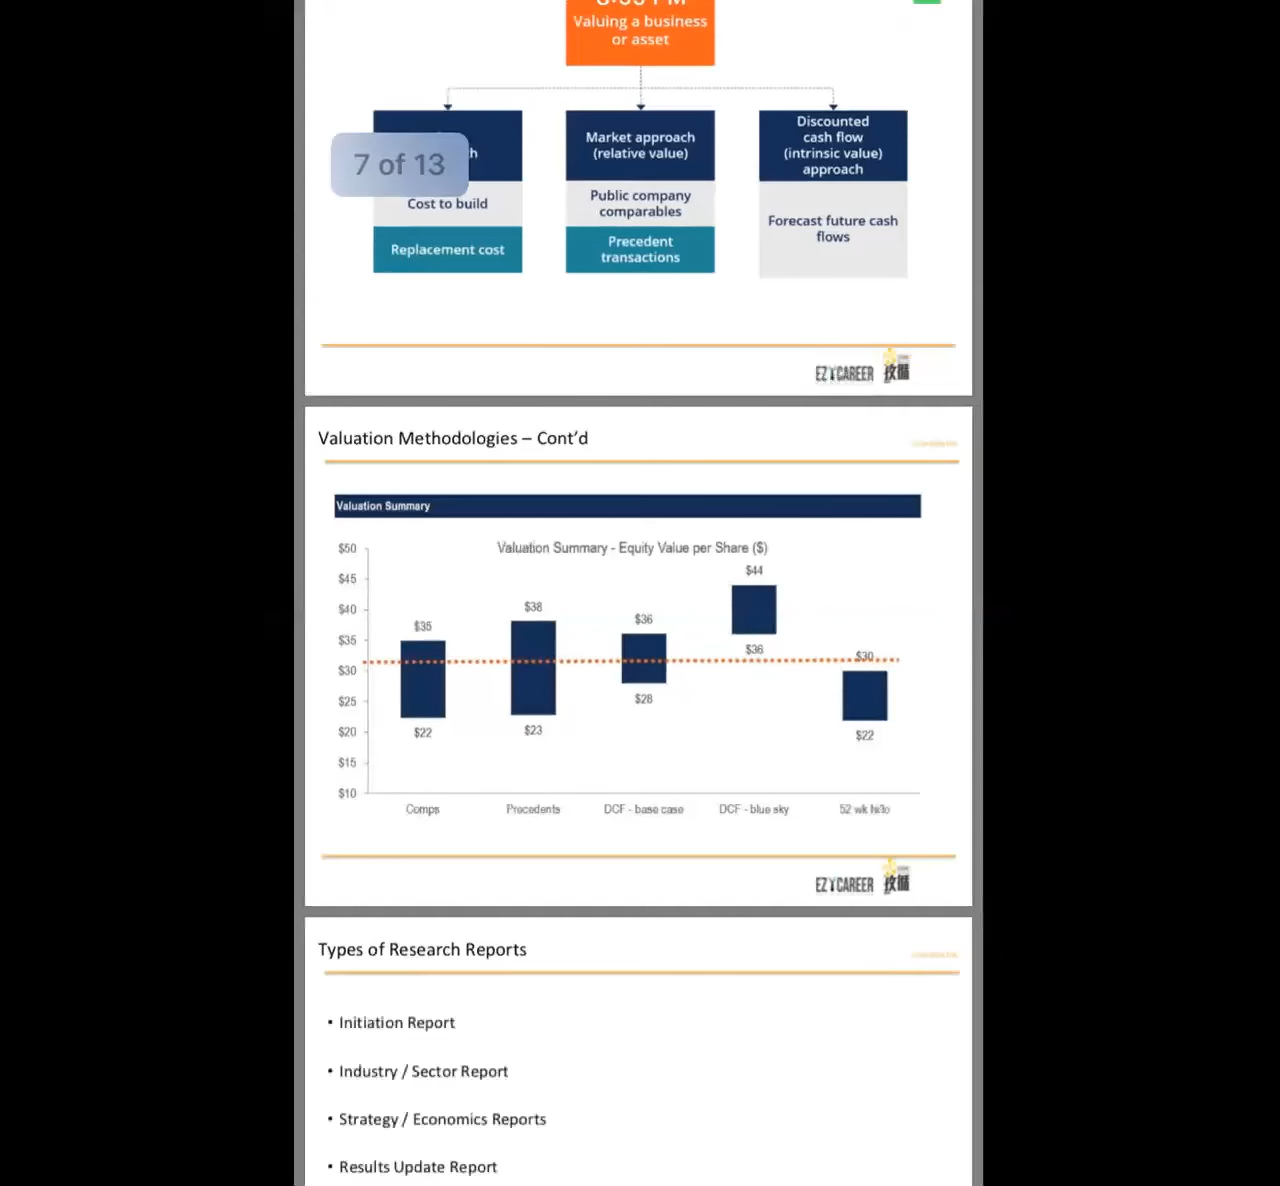 Valuing a business
or asset
7 of 13
Cost to build
Replacement cost
Market approach
(relative value)
Public company
comparables
Precedent
transactions
Discounted
cash flow
(intrinsic value)
approach
Forecast future cash
flows
EZYCAREER
Valuation Methodologies – Cont’d
Valuation Summary
Valuation Summary - Equity Value per Share ($)
$50
$45
$40
$35
$30
$25
$20
$15
$10
$35
$22
$38
$23
$36
$28
$44
$36
$30
$22
Comps
Precedents
DCF - base case
DCF - blue sky
52 wk hi/lo
EZYCAREER
Types of Research Reports
• Initiation Report
• Industry / Sector Report
• Strategy / Economics Reports
• Results Update Report